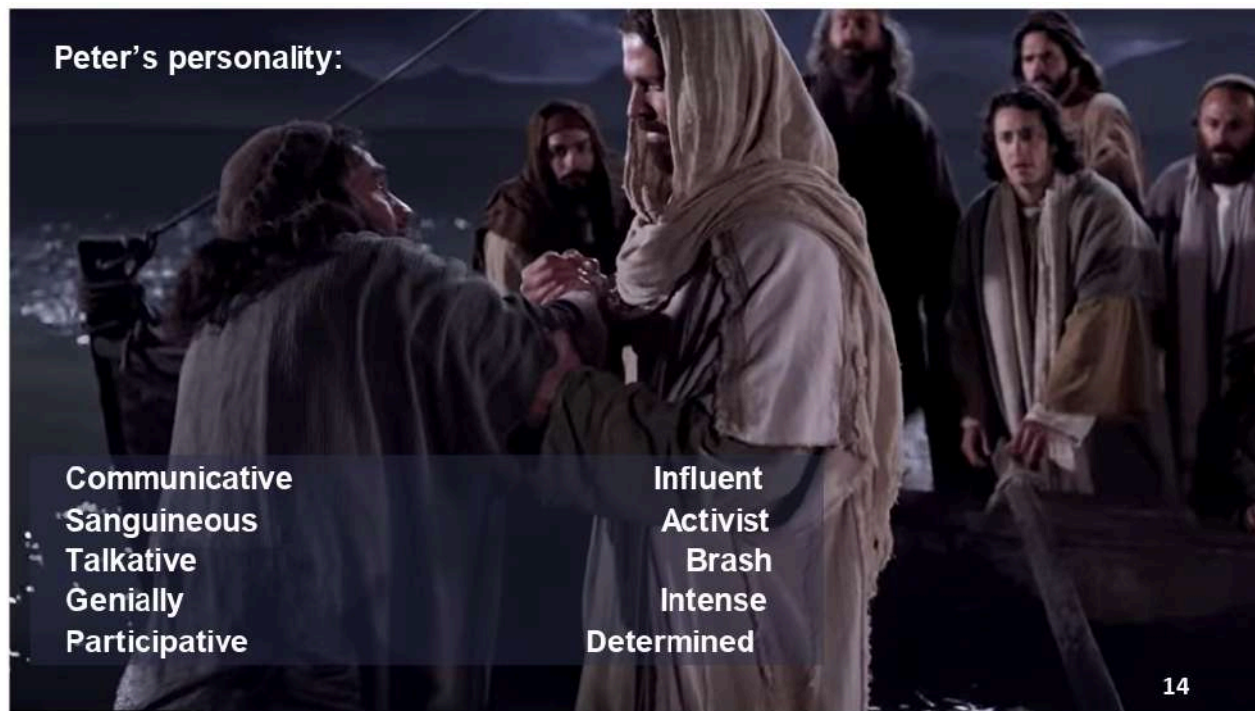 Peter's personality:
Communicative Influent
Sanguineous Activist
Talkative Brash
Genially Intense
Participative Determined
14